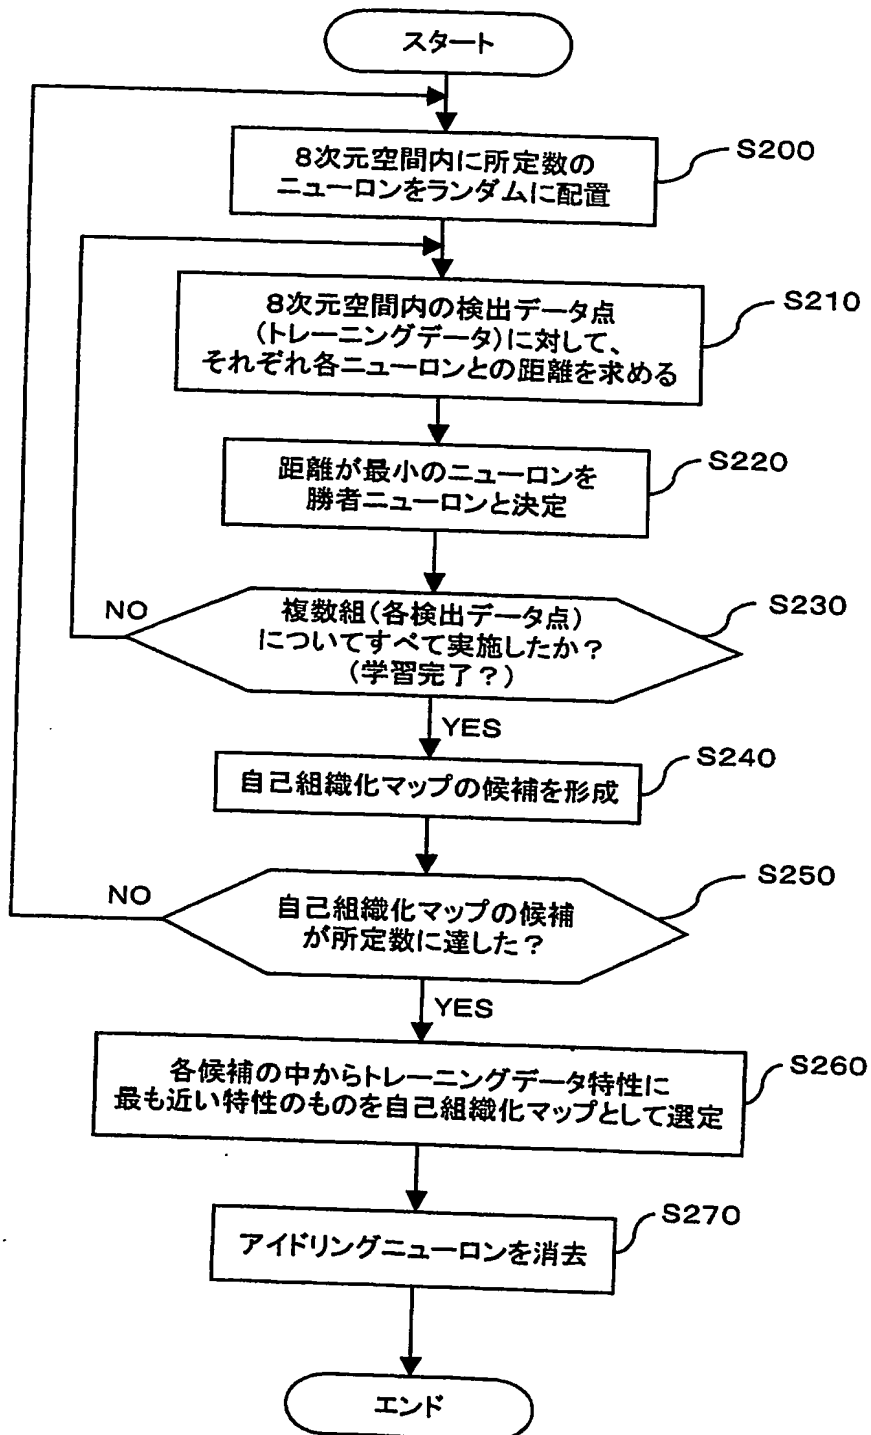 スタート
8次元空間内に所定数の
ニューロンをランダムに配置
S200
8次元空間内の検出データ点
(トレーニングデータ)に対して、
それぞれ各ニューロンとの距離を求める
S210
距離が最小のニューロンを
勝者ニューロンと決定
S220
複数組(各検出データ点)
についてすべて実施したか?
(学習完了?)
S230
NO
YES
自己組織化マップの候補を形成
S240
自己組織化マップの候補
が所定数に達した?
S250
NO
YES
各候補の中からトレーニングデータ特性に
最も近い特性のものを自己組織化マップとして選定
S260
アイドリングニューロンを消去
S270
エンド